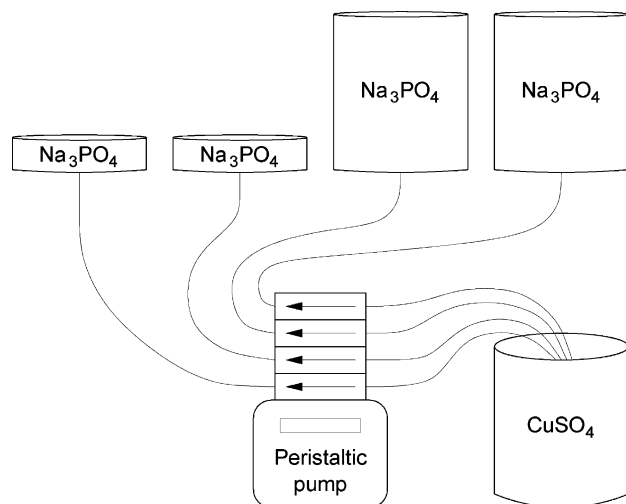 Na₃PO₄
Na₃PO₄
Na₃PO₄
Na₃PO₄
CuSO₄
Peristaltic
pump